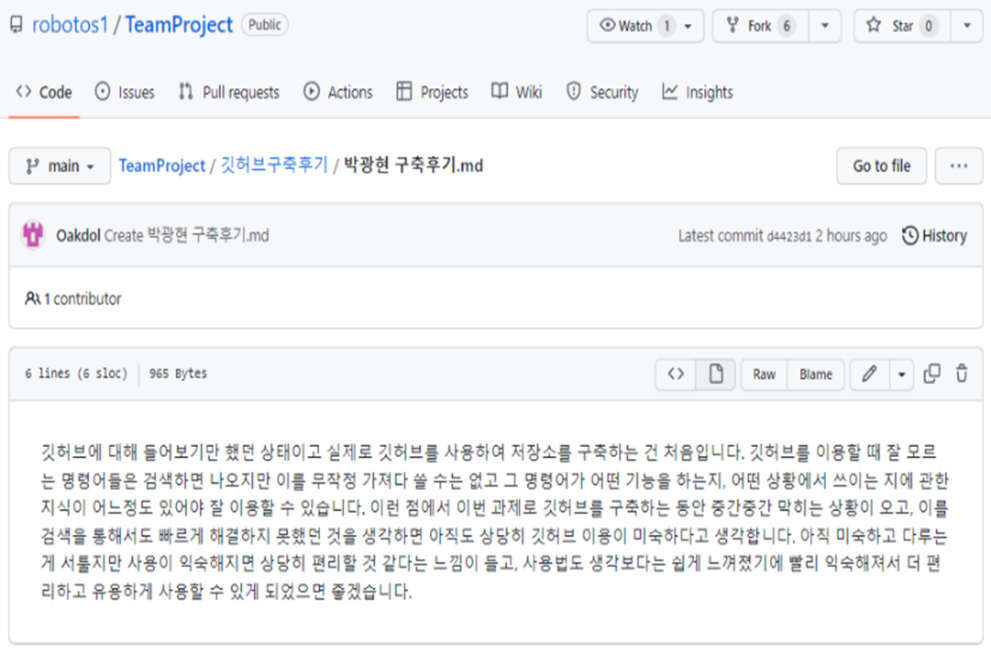 robotos1 / TeamProject Public
Watch 1 Fork 6 Star 0
Code Issues Pull requests Actions Projects Wiki Security Insights
main TeamProject / 깃허브구축후기 / 박광현 구축후기.md Go to file ...
Oakdol Create 박광현 구축후기.md Latest commit d4423d1 2 hours ago History
1 contributor
6 lines (6 sloc) 965 Bytes Raw Blame
깃허브에 대해 들어보기만 했던 상태이고 실제로 깃허브를 사용하여 저장소를 구축하는 건 처음입니다. 깃허브를 이용할 때 잘 모르
는 명령어들은 검색하면 나오지만 이를 무작정 가져다 쓸 수는 없고 그 명령어가 어떤 기능을 하는지, 어떤 상황에서 쓰이는 지에 관한
지식이 어느정도 있어야 잘 이용할 수 있습니다. 이런 점에서 이번 과제로 깃허브를 구축하는 동안 중간중간 막히는 상황이 오고, 이를
검색을 통해서도 빠르게 해결하지 못했던 것을 생각하면 아직도 상당히 깃허브 이용이 미숙하다고 생각합니다. 아직 미숙하고 다루는
게 서툴지만 사용이 익숙해지면 상당히 편리할 것 같다는 느낌이 들고, 사용법도 생각보다는 쉽게 느껴졌기에 빨리 익숙해져서 더 편
리하고 유용하게 사용할 수 있게 되었으면 좋겠습니다.